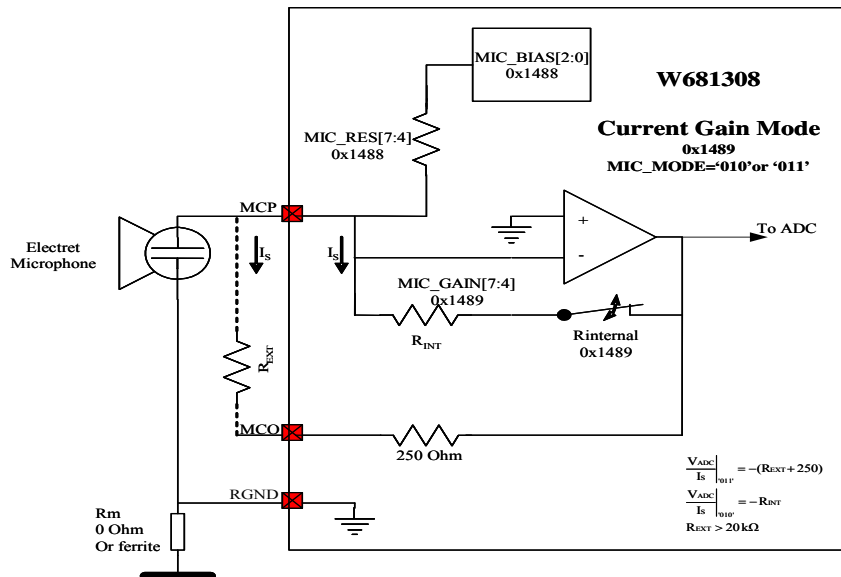 MIC_BIAS[2:0]
0x1488
W681308
MIC_RES[7:4]
0x1488
Current Gain Mode
0x1489
MIC_MODE=‘010’or ‘011’
MCP
+
To ADC
Electret
Microphone
IS
IS
-
MIC_GAIN[7:4]
0x1489
RINT
Rinternal
0x1489
REXT
MCO
250 Ohm
VADC/IS|'011' = –(REXT + 250)
RGND
VADC/IS|'010' = –RINT
Rm
0 Ohm
Or ferrite
REXT > 20kΩ